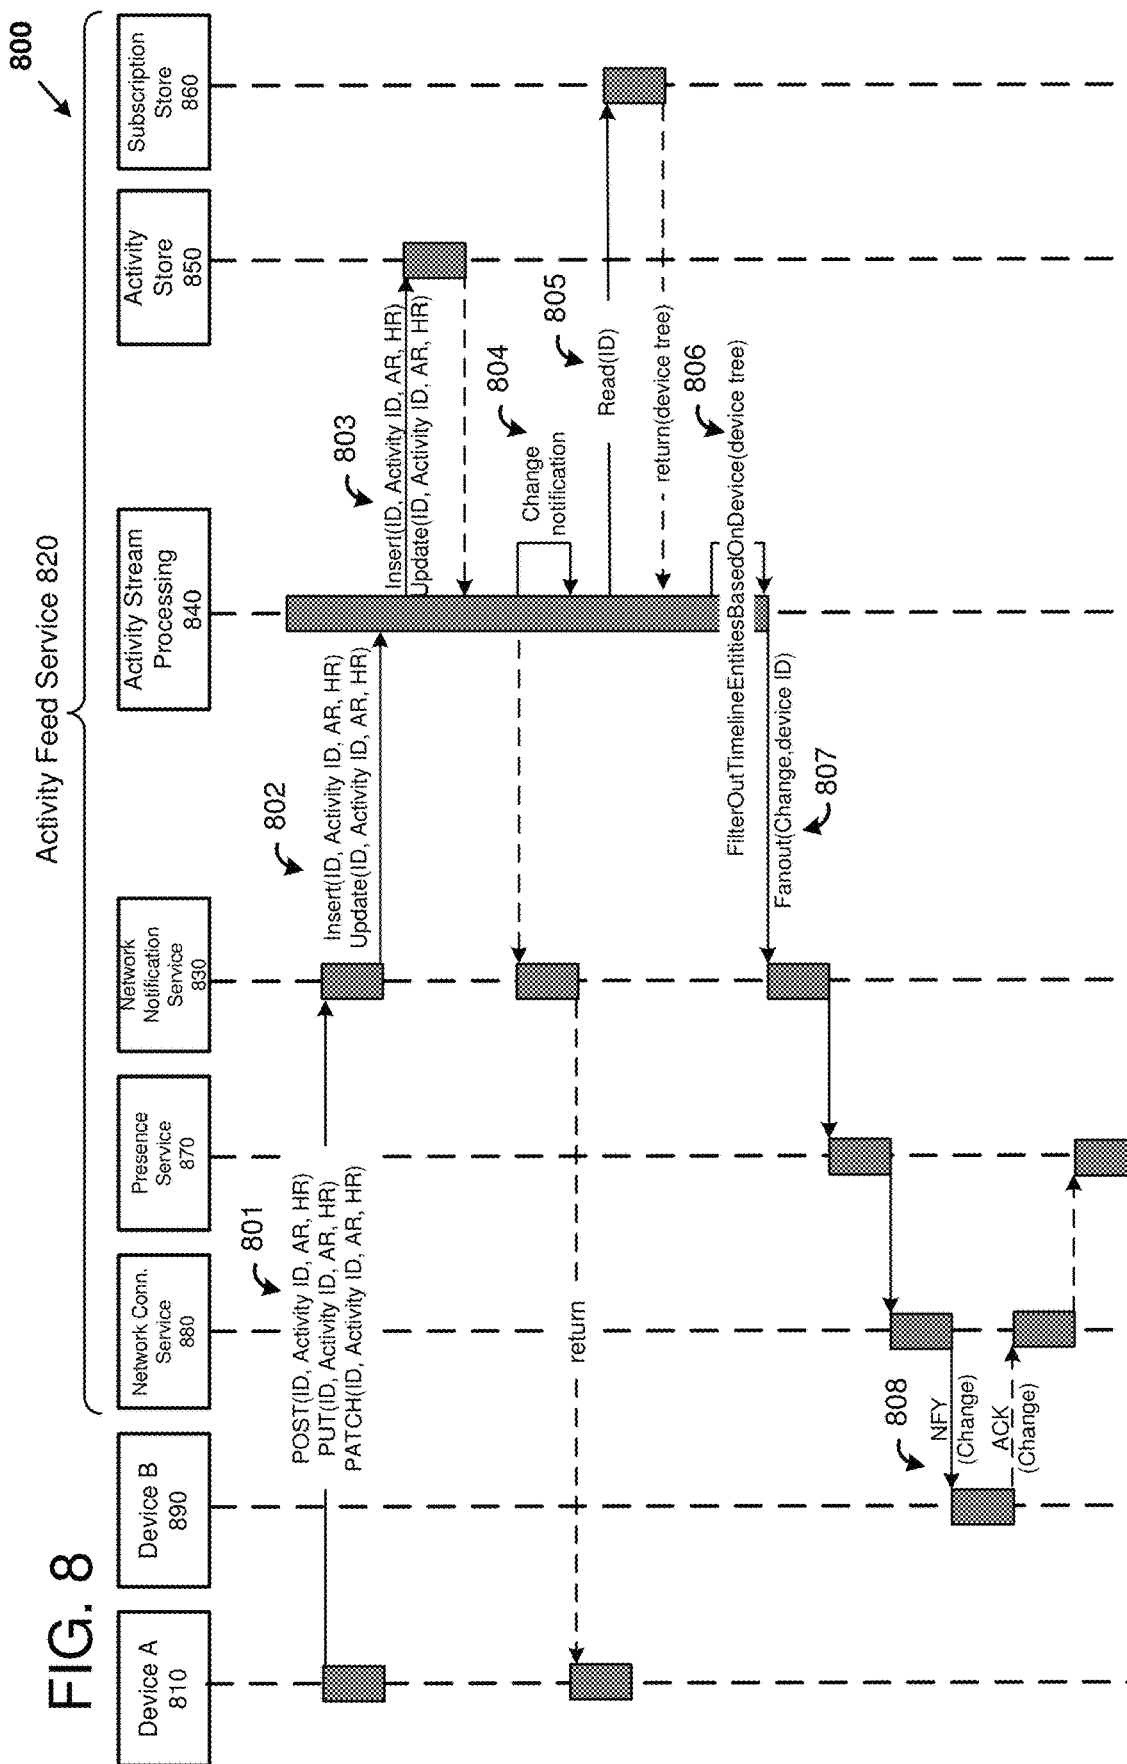 FIG. 8
800
Activity Feed Service 820
Device A
810
Device B
890
Network Conn.
Service
880
Presence
Service
870
Network
Notification
Service
830
Activity Stream
Processing
840
Activity
Store
850
Subscription
Store
860
801
POST(ID, Activity ID, AR, HR)
PUT(ID, Activity ID, AR, HR)
PATCH(ID, Activity ID, AR, HR)
802
Insert(ID, Activity ID, AR, HR)
Update(ID, Activity ID, AR, HR)
803
Insert(ID, Activity ID, AR, HR)
Update(ID, Activity ID, AR, HR)
804
Change
notification
return
805
Read(ID)
return(device tree)
806
FilterOutTimelineEntitiesBasedOnDevice(device tree)
Fanout(Change,device ID)
807
808
NFY
(Change)
ACK
(Change)